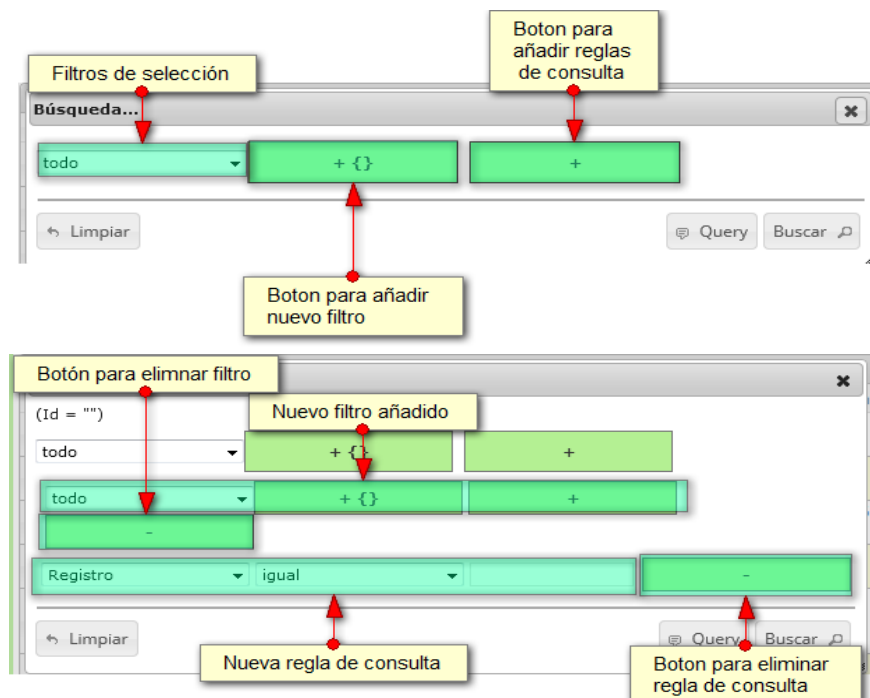 Boton para
añadir reglas
de consulta
Filtros de selección
Búsqueda...
todo
+ {}
+
Limpiar
Query
Buscar
Boton para añadir
nuevo filtro
Botón para elimnar filtro
(Id = "")
Nuevo filtro añadido
todo
+ {}
+
todo
+ {}
+
-
Registro
igual
-
Limpiar
Query
Buscar
Nueva regla de consulta
Boton para eliminar
regla de consulta